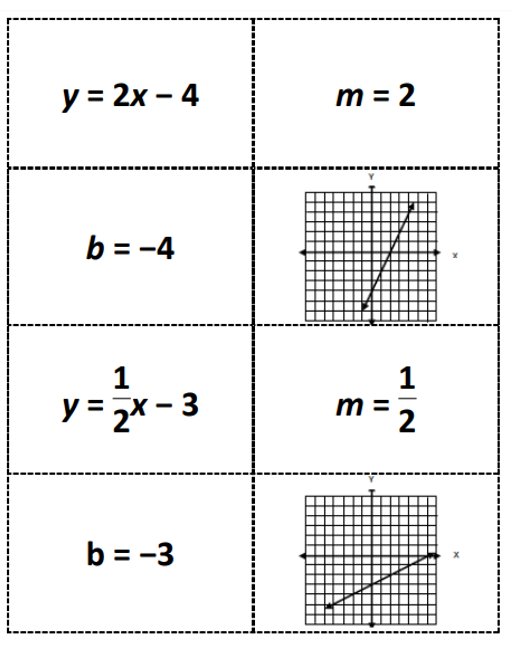 y = 2x – 4
m = 2
b = –4
Y
x
y = 1/2x – 3
m = 1/2
b = –3
Y
X